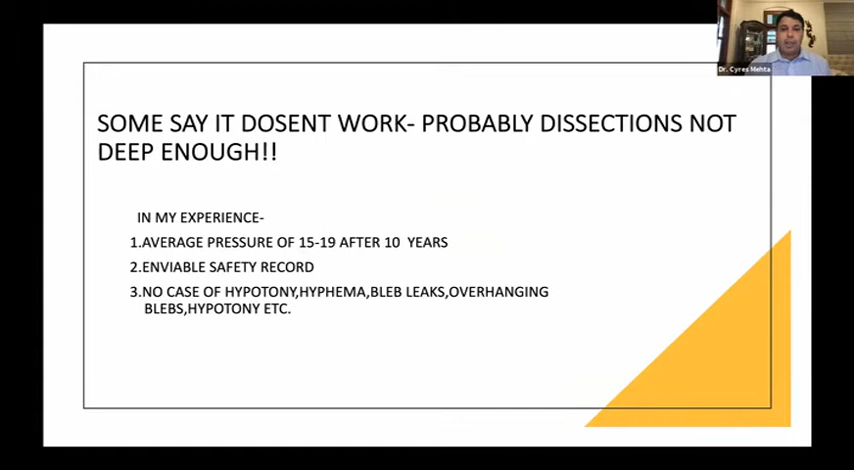 Dr. Cyres Mehta
SOME SAY IT DOSENT WORK- PROBABLY DISSECTIONS NOT
DEEP ENOUGH!!
IN MY EXPERIENCE-
1.AVERAGE PRESSURE OF 15-19 AFTER 10 YEARS
2.ENVIABLE SAFETY RECORD
3.NO CASE OF HYPOTONY,HYPHEMA,BLEB LEAKS,OVERHANGING
BLEBS,HYPOTONY ETC.